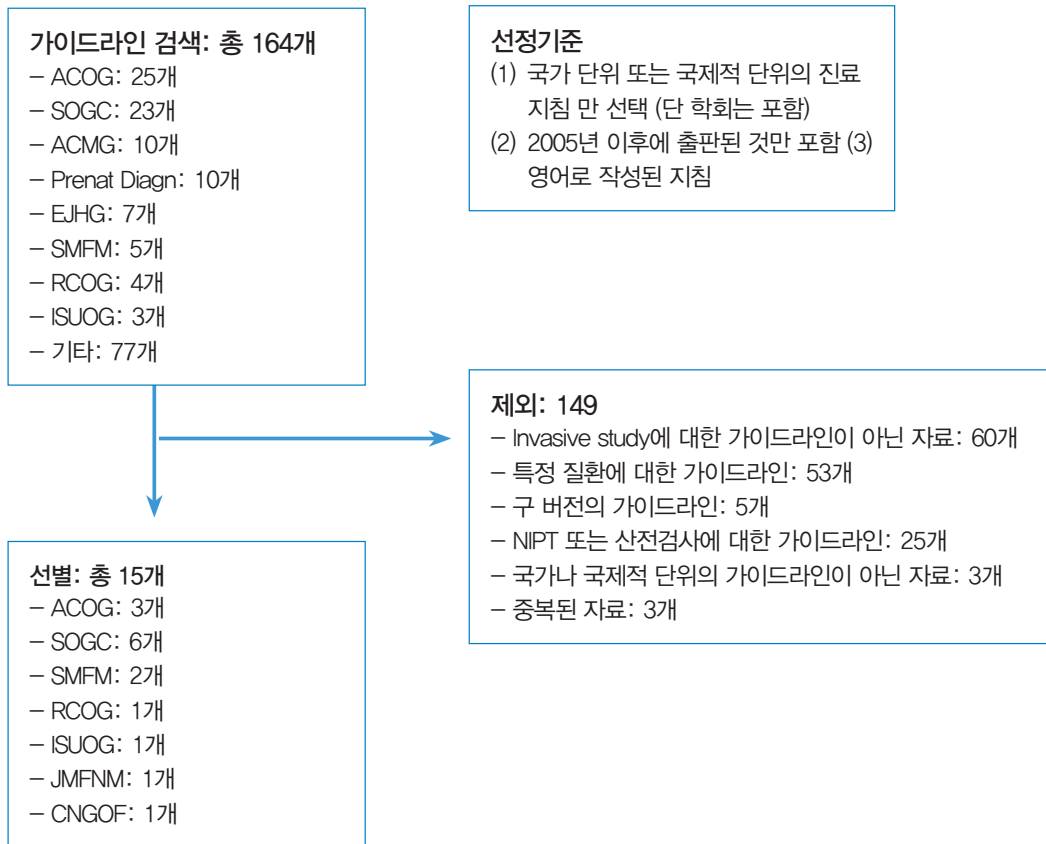 가이드라인 검색: 총 164개
– ACOG: 25개
– SOGC: 23개
– ACMG: 10개
– Prenat Diagn: 10개
– EJHG: 7개
– SMFM: 5개
– RCOG: 4개
– ISUOG: 3개
– 기타: 77개
선정기준
(1) 국가 단위 또는 국제적 단위의 진료
지침 만 선택 (단 학회는 포함)
(2) 2005년 이후에 출판된 것만 포함 (3)
영어로 작성된 지침
제외: 149
– Invasive study에 대한 가이드라인이 아닌 자료: 60개
– 특정 질환에 대한 가이드라인: 53개
– 구 버전의 가이드라인: 5개
– NIPT 또는 산전검사에 대한 가이드라인: 25개
– 국가나 국제적 단위의 가이드라인이 아닌 자료: 3개
– 중복된 자료: 3개
선별: 총 15개
– ACOG: 3개
– SOGC: 6개
– SMFM: 2개
– RCOG: 1개
– ISUOG: 1개
– JMFNM: 1개
– CNGOF: 1개